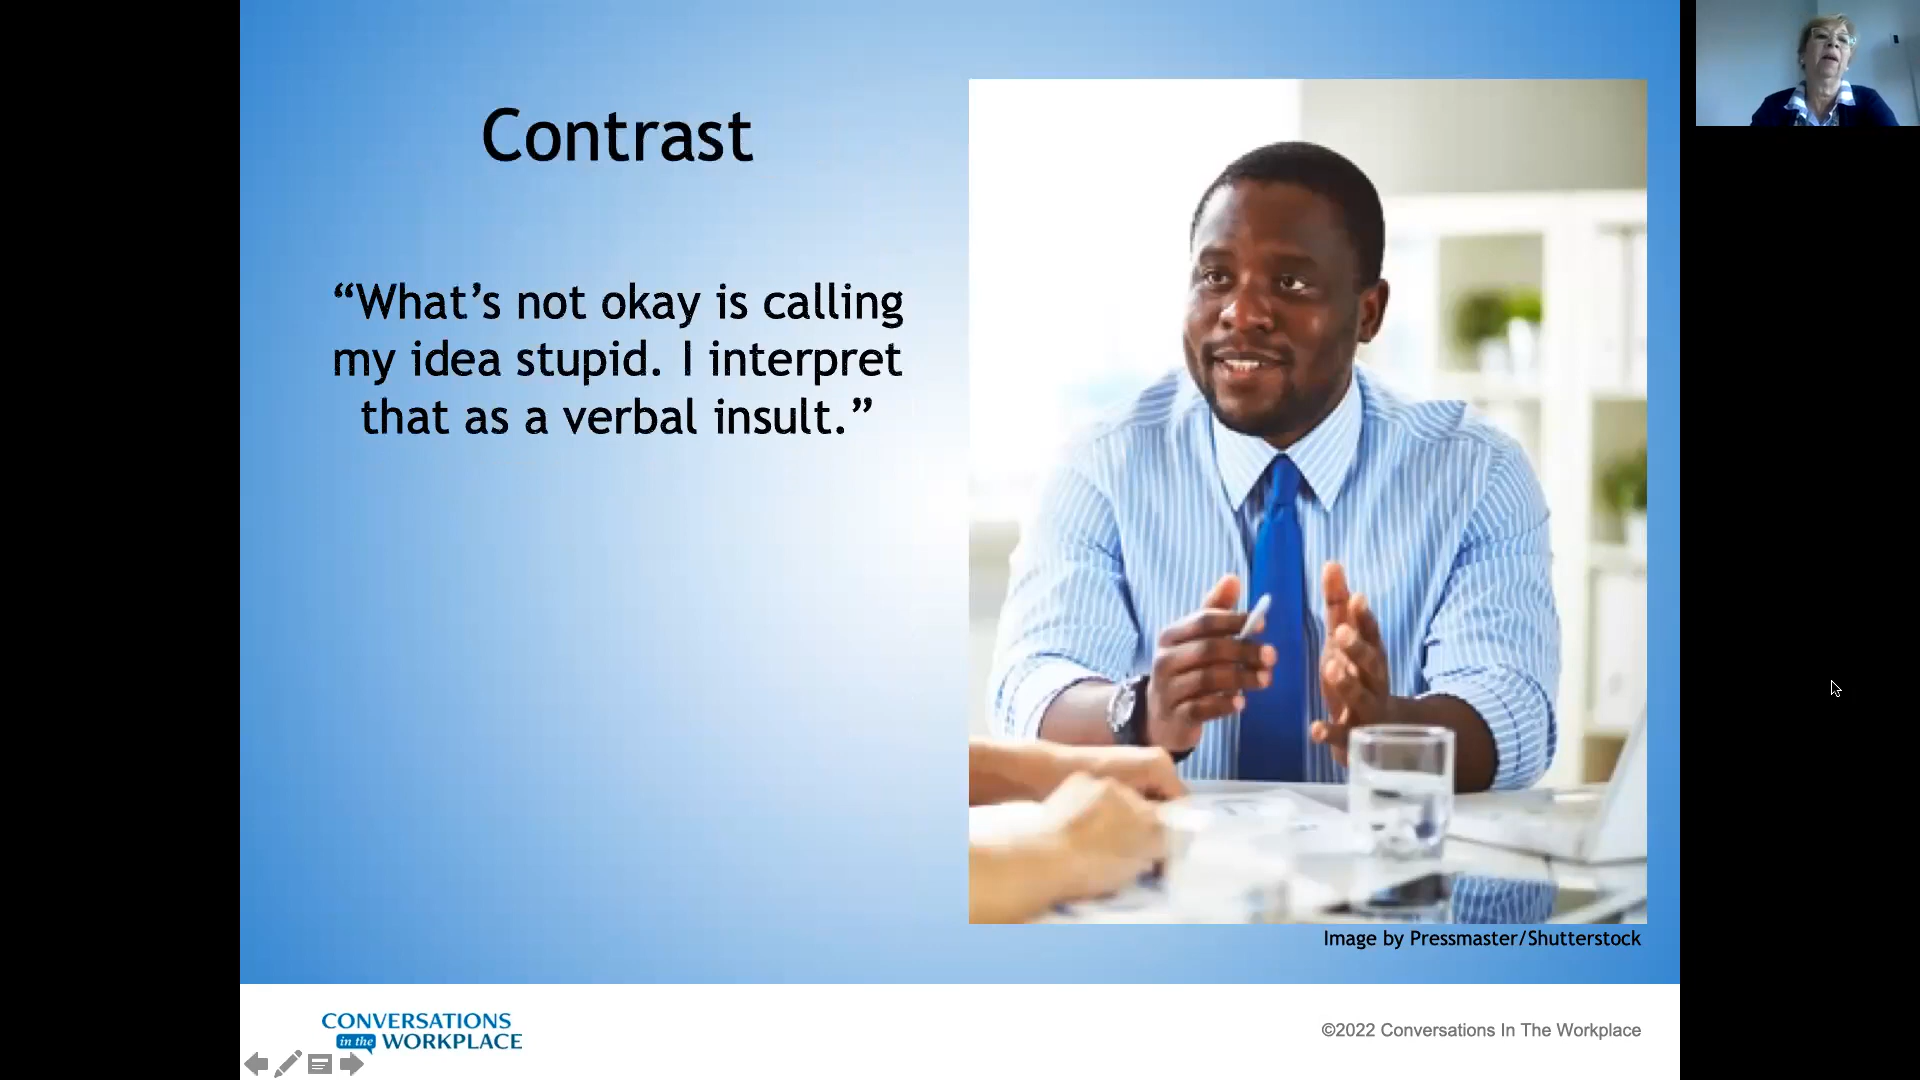 Contrast
“What’s not okay is calling
my idea stupid. I interpret
that as a verbal insult.”
Image by Pressmaster/Shutterstock
CONVERSATIONS
in the WORKPLACE
©2022 Conversations In The Workplace